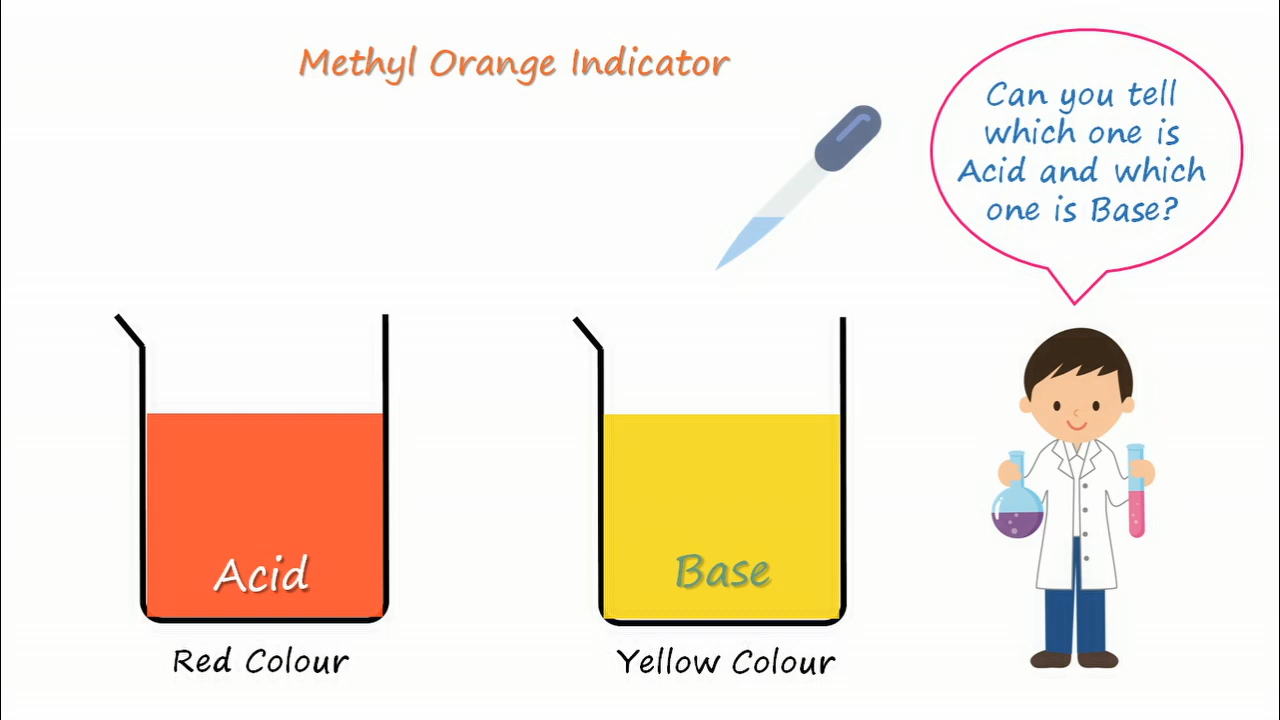 Methyl Orange Indicator
Can you tell
which one is
Acid and which
one is Base?
Acid
Base
Red Colour
Yellow Colour